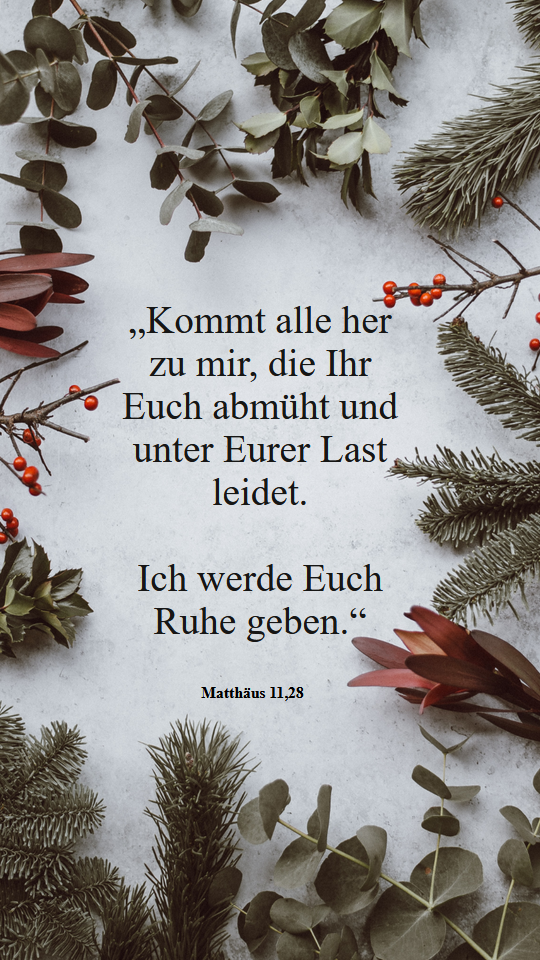 „Kommt alle her
zu mir, die Ihr
Euch abmüht und
unter Eurer Last
leidet.
Ich werde Euch
Ruhe geben.“
Matthäus 11,28